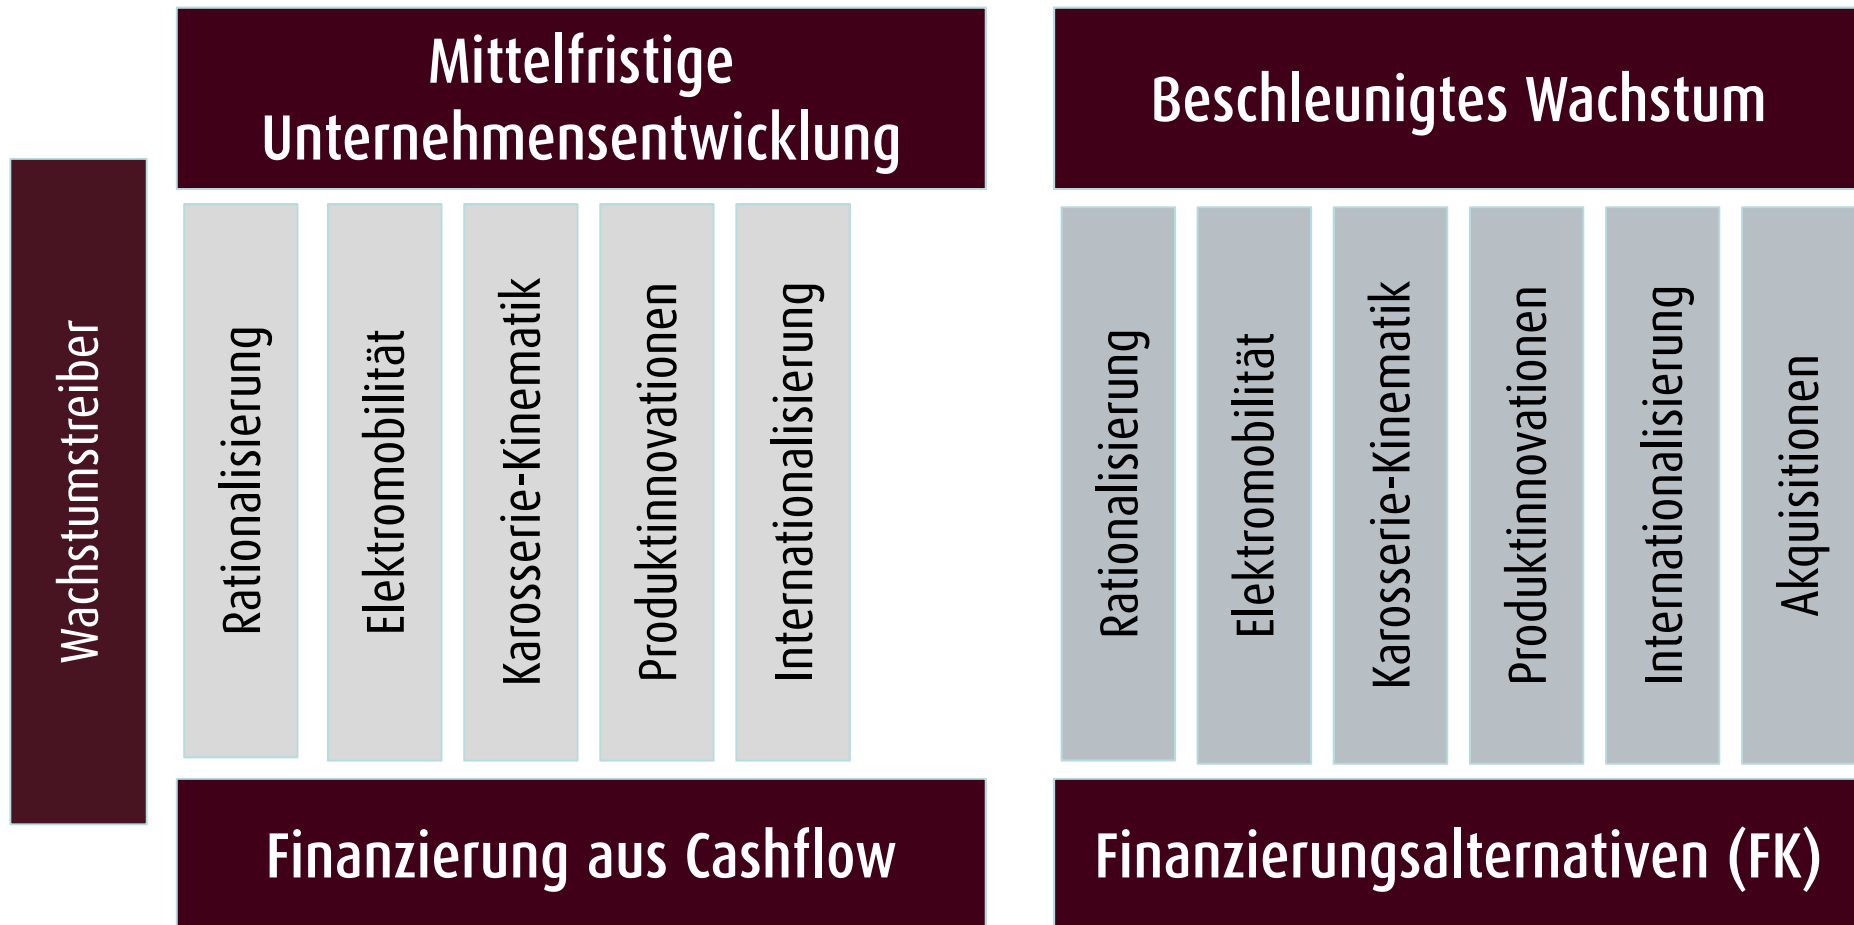 Mittelfristige
Unternehmensentwicklung
Beschleunigtes Wachstum
Wachstumstreiber
Rationalisierung
Elektromobilität
Karosserie-Kinematik
Produktinnovationen
Internationalisierung
Rationalisierung
Elektromobilität
Karosserie-Kinematik
Produktinnovationen
Internationalisierung
Akquisitionen
Finanzierung aus Cashflow
Finanzierungsalternativen (FK)